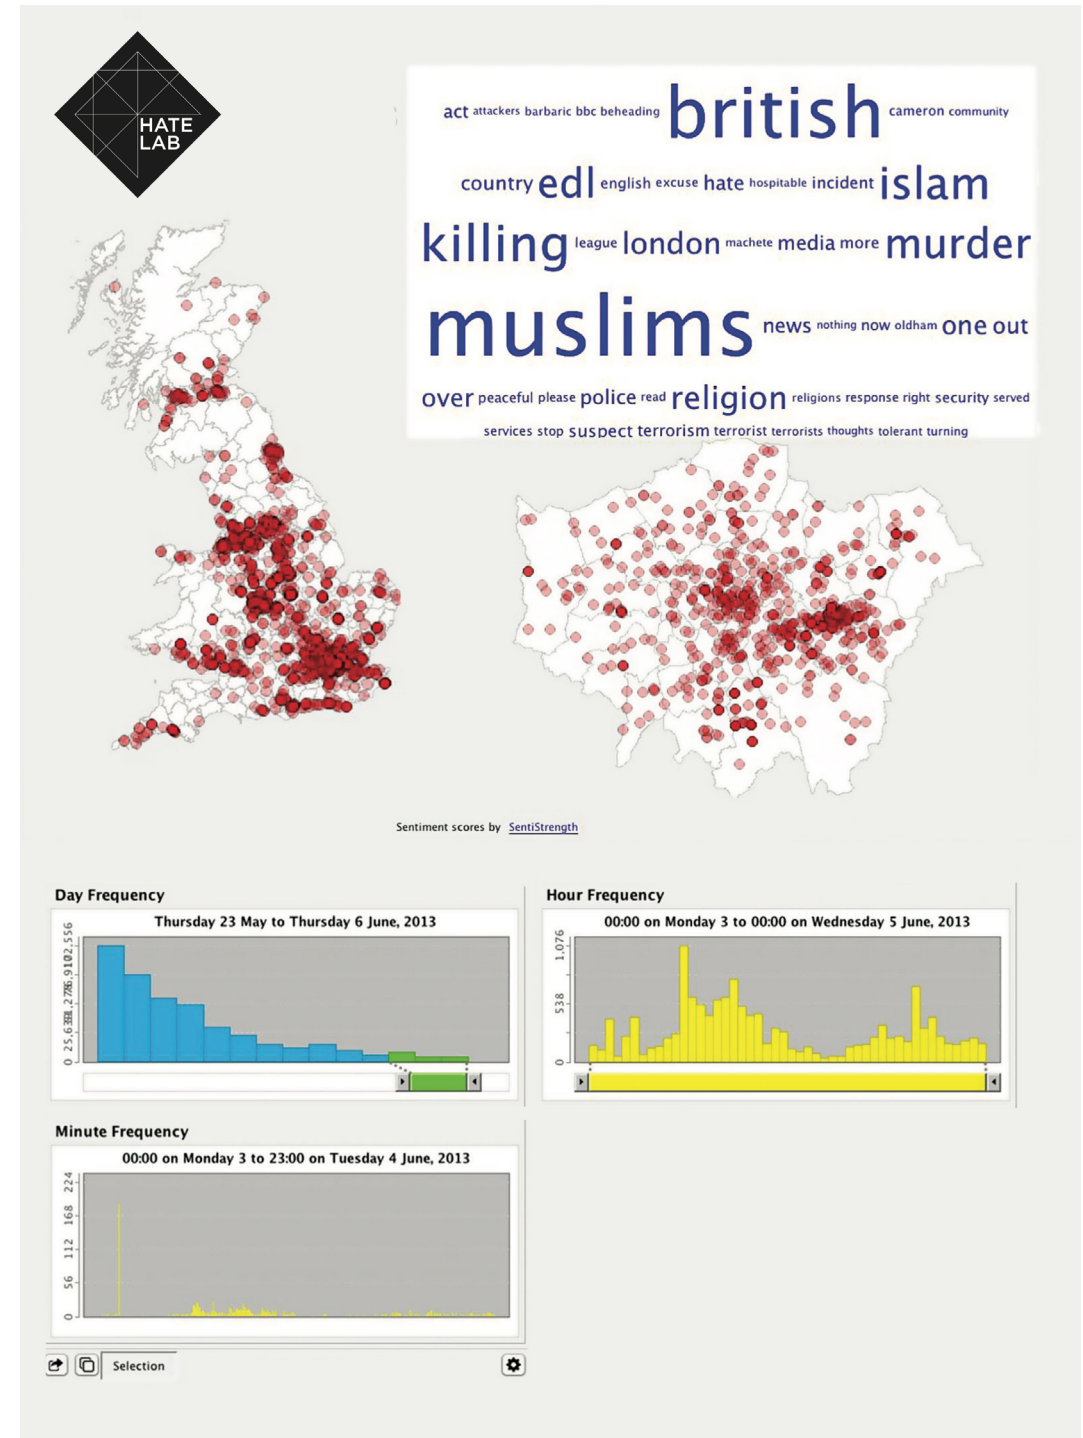 HATE
LAB
act attackers barbaric bbc beheading british cameron community
country edl english excuse hate hospitable incident islam
killing league london machete media more murder
muslims news nothing now oldham one out
over peaceful please police read religion religions response right security served
services stop suspect terrorism terrorist terrorists thoughts tolerant turning
Sentiment scores by SentiStrength
Day Frequency
Thursday 23 May to Thursday 6 June, 2013
0
Hour Frequency
00:00 on Monday 3 to 00:00 on Wednesday 5 June, 2013
1,076
538
0
Minute Frequency
00:00 on Monday 3 to 23:00 on Tuesday 4 June, 2013
224
168
112
56
0
Selection